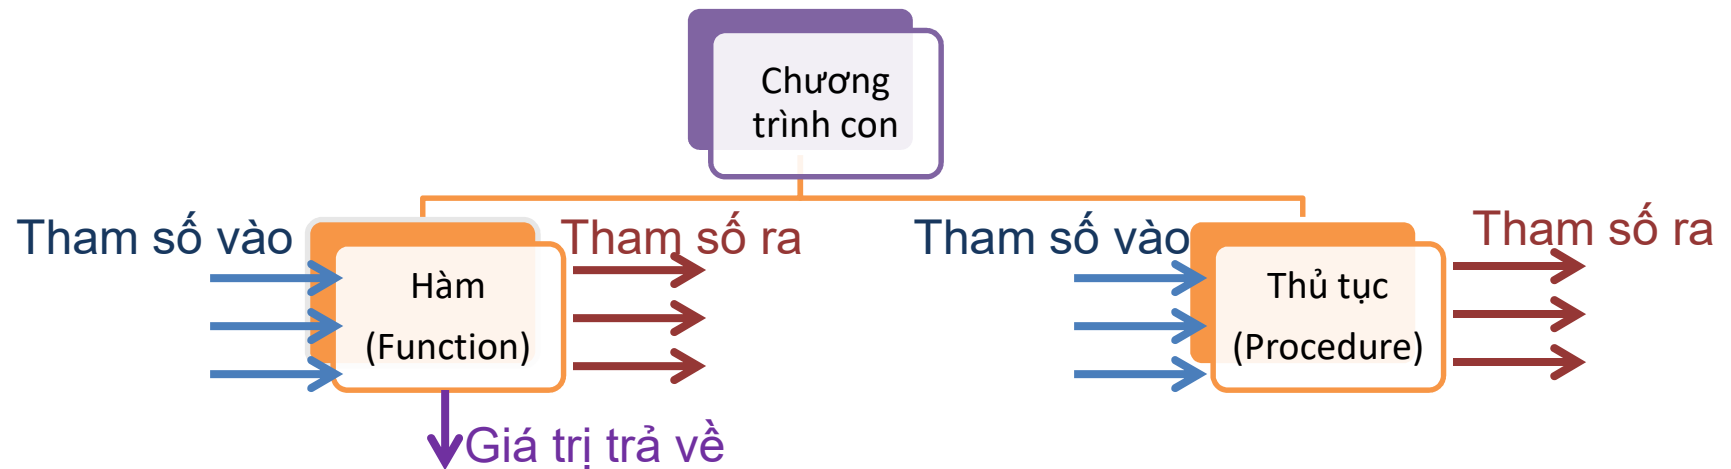 Chương
trình con
Tham số vào
Hàm
(Function)
Tham số ra
Giá trị trả về
Tham số vào
Thủ tục
(Procedure)
Tham số ra